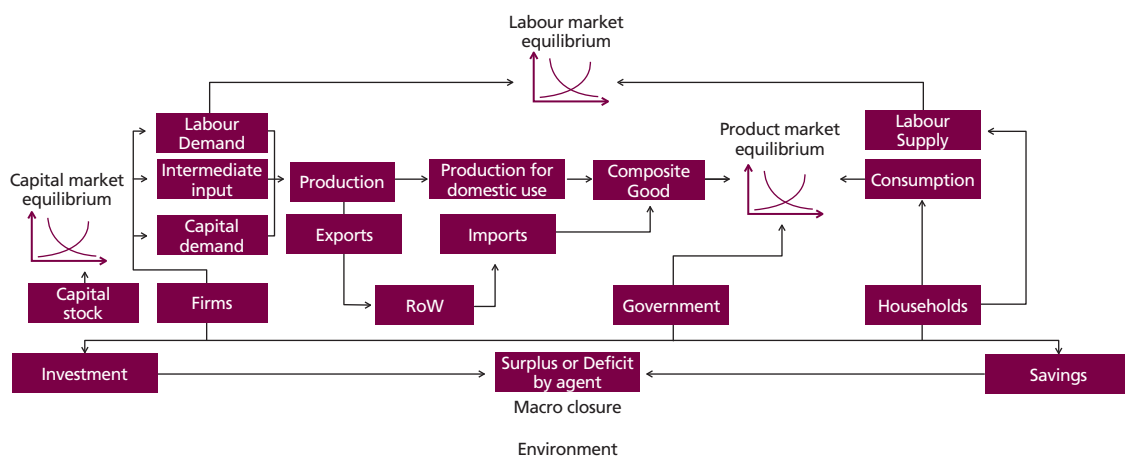 Labour market
equilibrium
Labour
Demand
Labour
Supply
Product market
equilibrium
Capital market
equilibrium
Intermediate
input
Production
Production for
domestic use
Composite
Good
Consumption
Capital
demand
Exports
Imports
Capital
stock
Firms
RoW
Government
Households
Investment
Surplus or Deficit
by agent
Savings
Macro closure
Environment